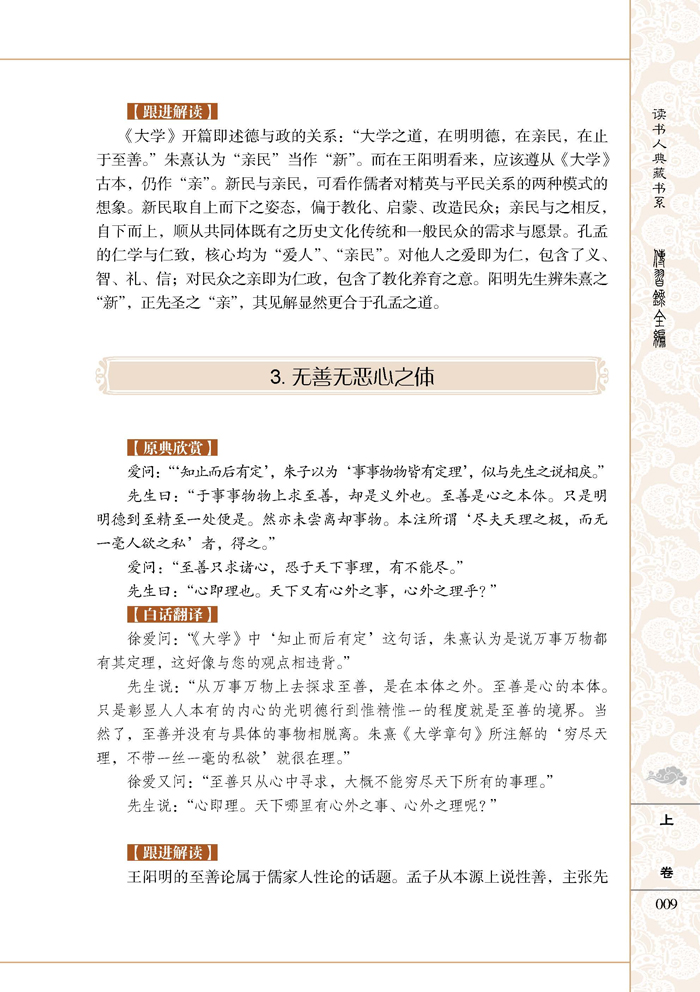 【跟进解读】
《大学》开篇即述德与政的关系：“大学之道，在明明德，在亲民，在止
于至善。”朱熹认为“亲民”当作“新”。而在王阳明看来，应该遵从《大学》
古本，仍作“亲”。新民与亲民，可看作儒者对精英与平民关系的两种模式的
想象。新民取自上而下之姿态，偏于教化、启蒙、改造民众；亲民与之相反，
自下而上，顺从共同体既有之历史文化传统和一般民众的需求与愿景。孔孟
的仁学与仁致，核心均为“爱人”、“亲民”。对他人之爱即为仁，包含了义、
智、礼、信；对民众之亲即为仁政，包含了教化养育之意。阳明先生辨朱熹之
“新”，正先圣之“亲”，其见解显然更合于孔孟之道。
3. 无善无恶心之体
【原典欣赏】
爱问：“‘知止而后有定’，朱子以为‘事事物物皆有定理’，似与先生之说相戾。”
先生曰：“于事事物物上求至善，却是义外也。至善是心之本体。只是明
明德到至精至一处便是。然亦未尝离却事物。本注所谓‘尽夫天理之极，而无
一毫人欲之私’者，得之。”
爱问：“至善只求诸心，恐于天下事理，有不能尽。”
先生曰：“心即理也。天下又有心外之事，心外之理乎？”
【白话翻译】
徐爱问：“《大学》中‘知止而后有定’这句话，朱熹认为是说万事万物都
有其定理，这好像与您的观点相违背。”
先生说：“从万事万物上去探求至善，是在本体之外。至善是心的本体。
只是彰显人人本有的内心的光明德行到惟精惟一的程度就是至善的境界。当
然了，至善并没有与具体的事物相脱离。朱熹《大学章句》所注解的‘穷尽天
理，不带一丝一毫的私欲’就很在理。”
徐爱又问：“至善只从心中寻求，大概不能穷尽天下所有的事理。”
先生说：“心即理。天下哪里有心外之事、心外之理呢？”
【跟进解读】
王阳明的至善论属于儒家人性论的话题。孟子从本源上说性善，主张先
读书人典藏书系
傳習錄全編
上卷
009